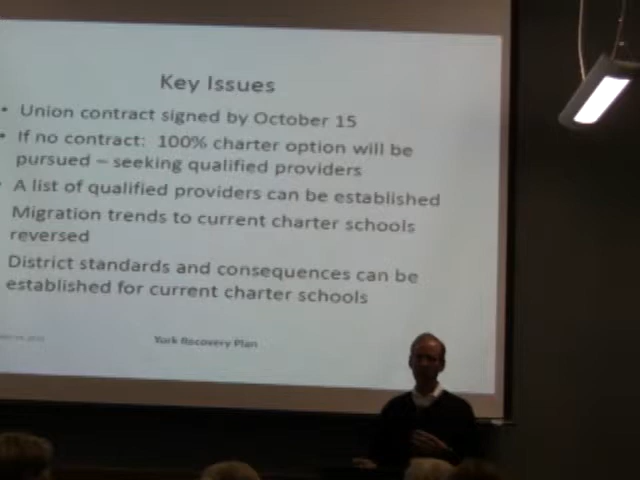 Key Issues
• Union contract signed by October 15
• If no contract: 100% charter option will be
pursued – seeking qualified providers
• A list of qualified providers can be established
Migration trends to current charter schools
reversed
District standards and consequences can be
established for current charter schools
York Recovery Plan